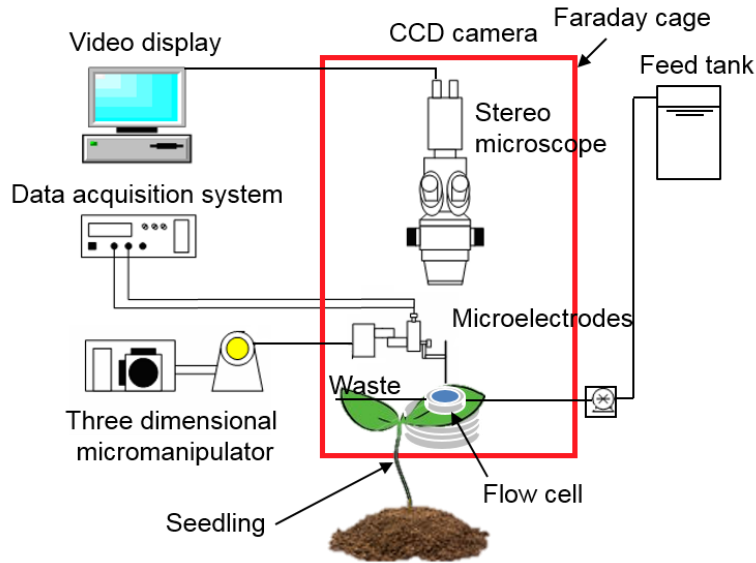 Faraday cage
Video display
CCD camera
Feed tank
Stereo
microscope
Data acquisition system
Microelectrodes
Waste
Three dimensional
micromanipulator
Flow cell
Seedling